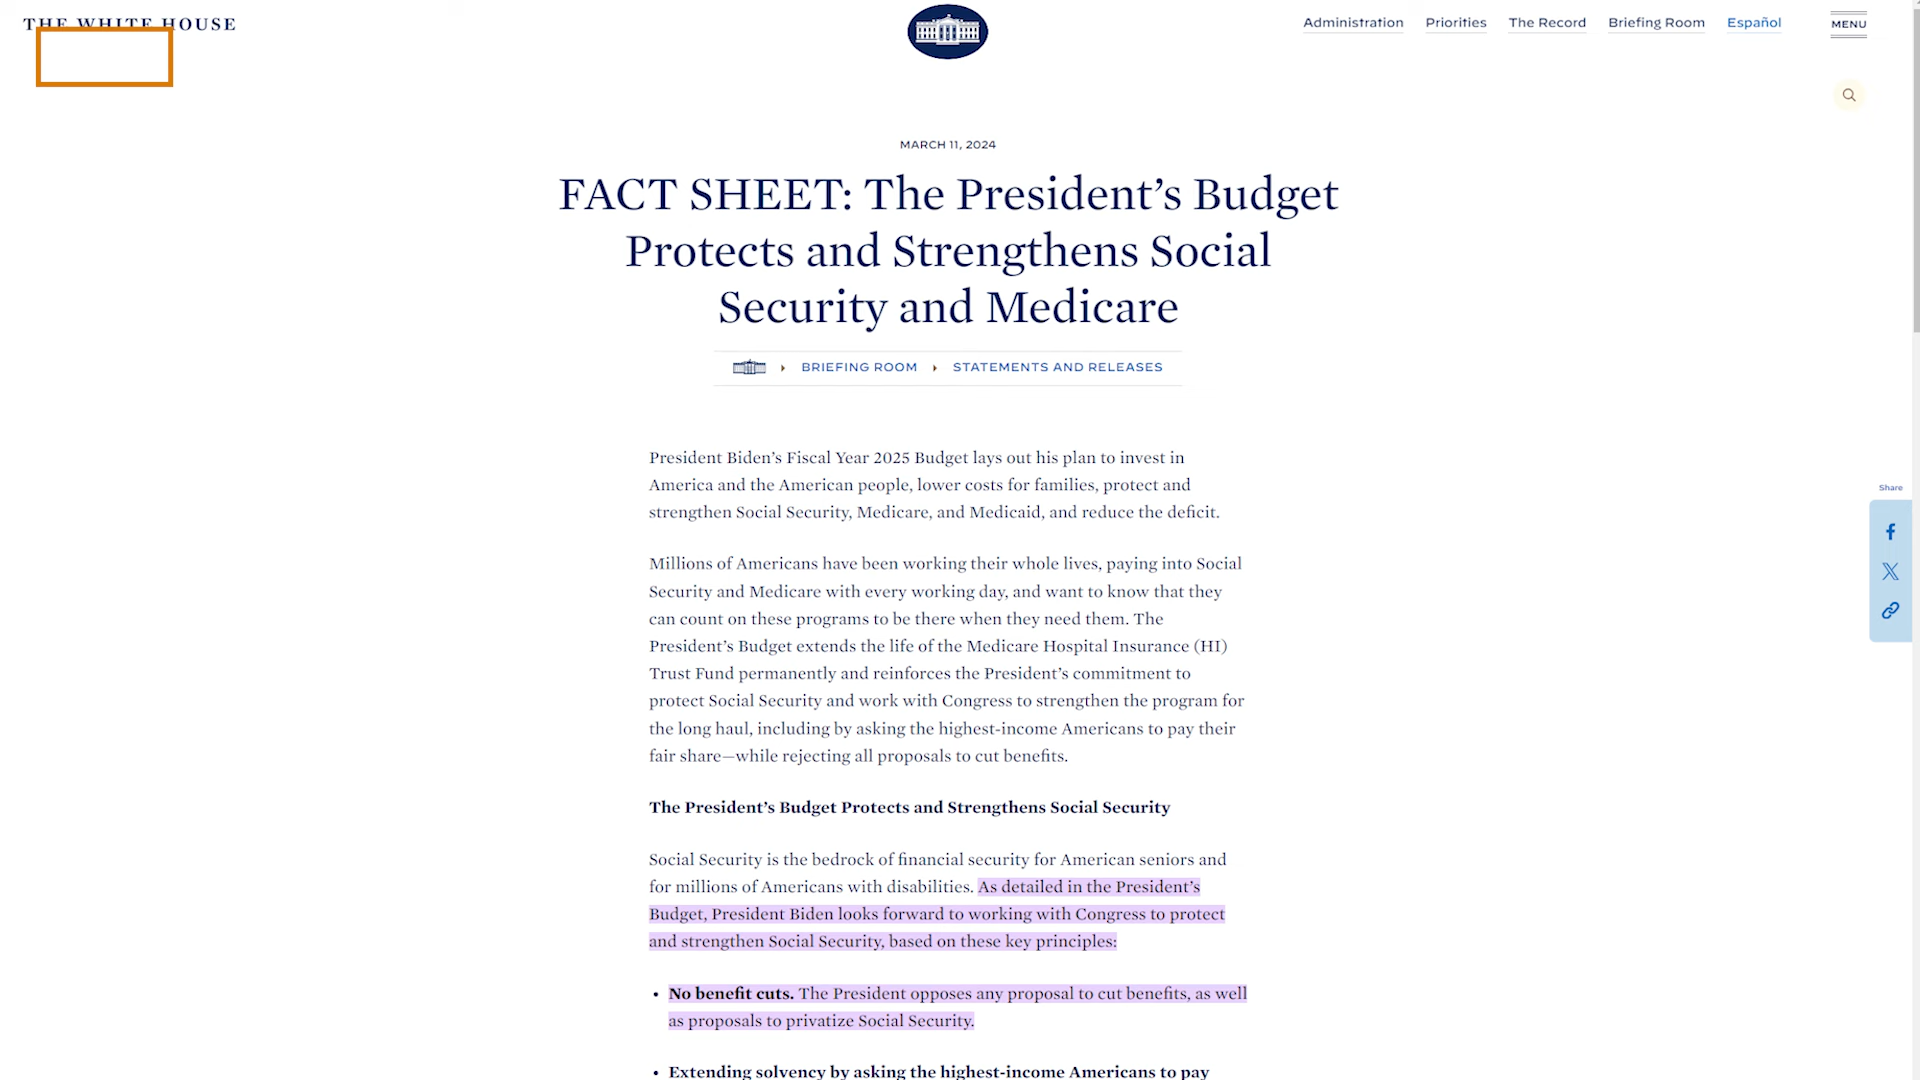 THE WHITE HOUSE
Administration
Priorities
The Record
Briefing Room
Español
MENU
MARCH 11, 2024
FACT SHEET: The President’s Budget
Protects and Strengthens Social
Security and Medicare
BRIEFING ROOM
STATEMENTS AND RELEASES
President Biden’s Fiscal Year 2025 Budget lays out his plan to invest in
America and the American people, lower costs for families, protect and
strengthen Social Security, Medicare, and Medicaid, and reduce the deficit.
Share
Millions of Americans have been working their whole lives, paying into Social
Security and Medicare with every working day, and want to know that they
can count on these programs to be there when they need them. The
President’s Budget extends the life of the Medicare Hospital Insurance (HI)
Trust Fund permanently and reinforces the President’s commitment to
protect Social Security and work with Congress to strengthen the program for
the long haul, including by asking the highest-income Americans to pay their
fair share—while rejecting all proposals to cut benefits.
The President’s Budget Protects and Strengthens Social Security
Social Security is the bedrock of financial security for American seniors and
for millions of Americans with disabilities. As detailed in the President’s
Budget, President Biden looks forward to working with Congress to protect
and strengthen Social Security, based on these key principles:
• No benefit cuts. The President opposes any proposal to cut benefits, as well
as proposals to privatize Social Security.
• Extending solvency by asking the highest-income Americans to pay